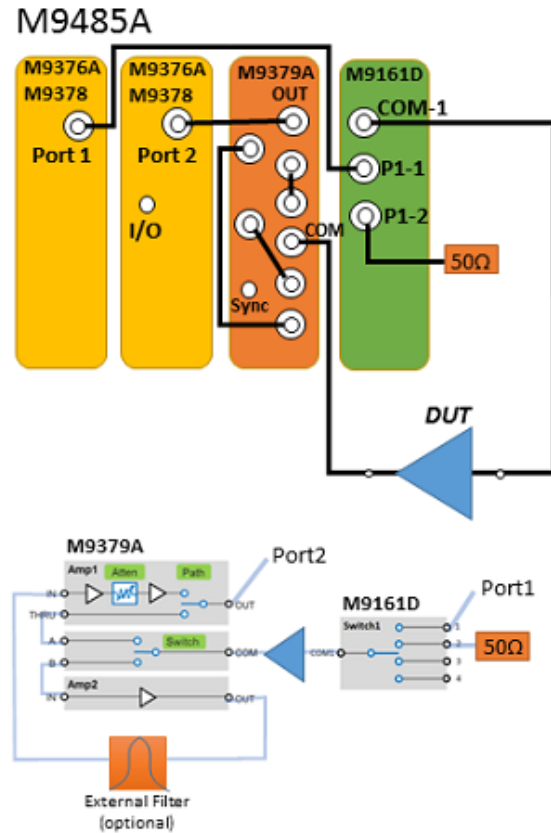 M9485A
M9376A
M9378
Port 1
M9376A
M9378
Port 2
I/O
M9379A
OUT
COM
Sync
M9161D
COM-1
P1-1
P1-2
50Ω
DUT
M9379A
Amp1
Atten
Path
IN
THRU
OUT
Port2
A
B
Switch
COM
Amp2
IN
OUT
External Filter
(optional)
M9161D
Switch1
COM1
1
2
3
4
Port1
50Ω